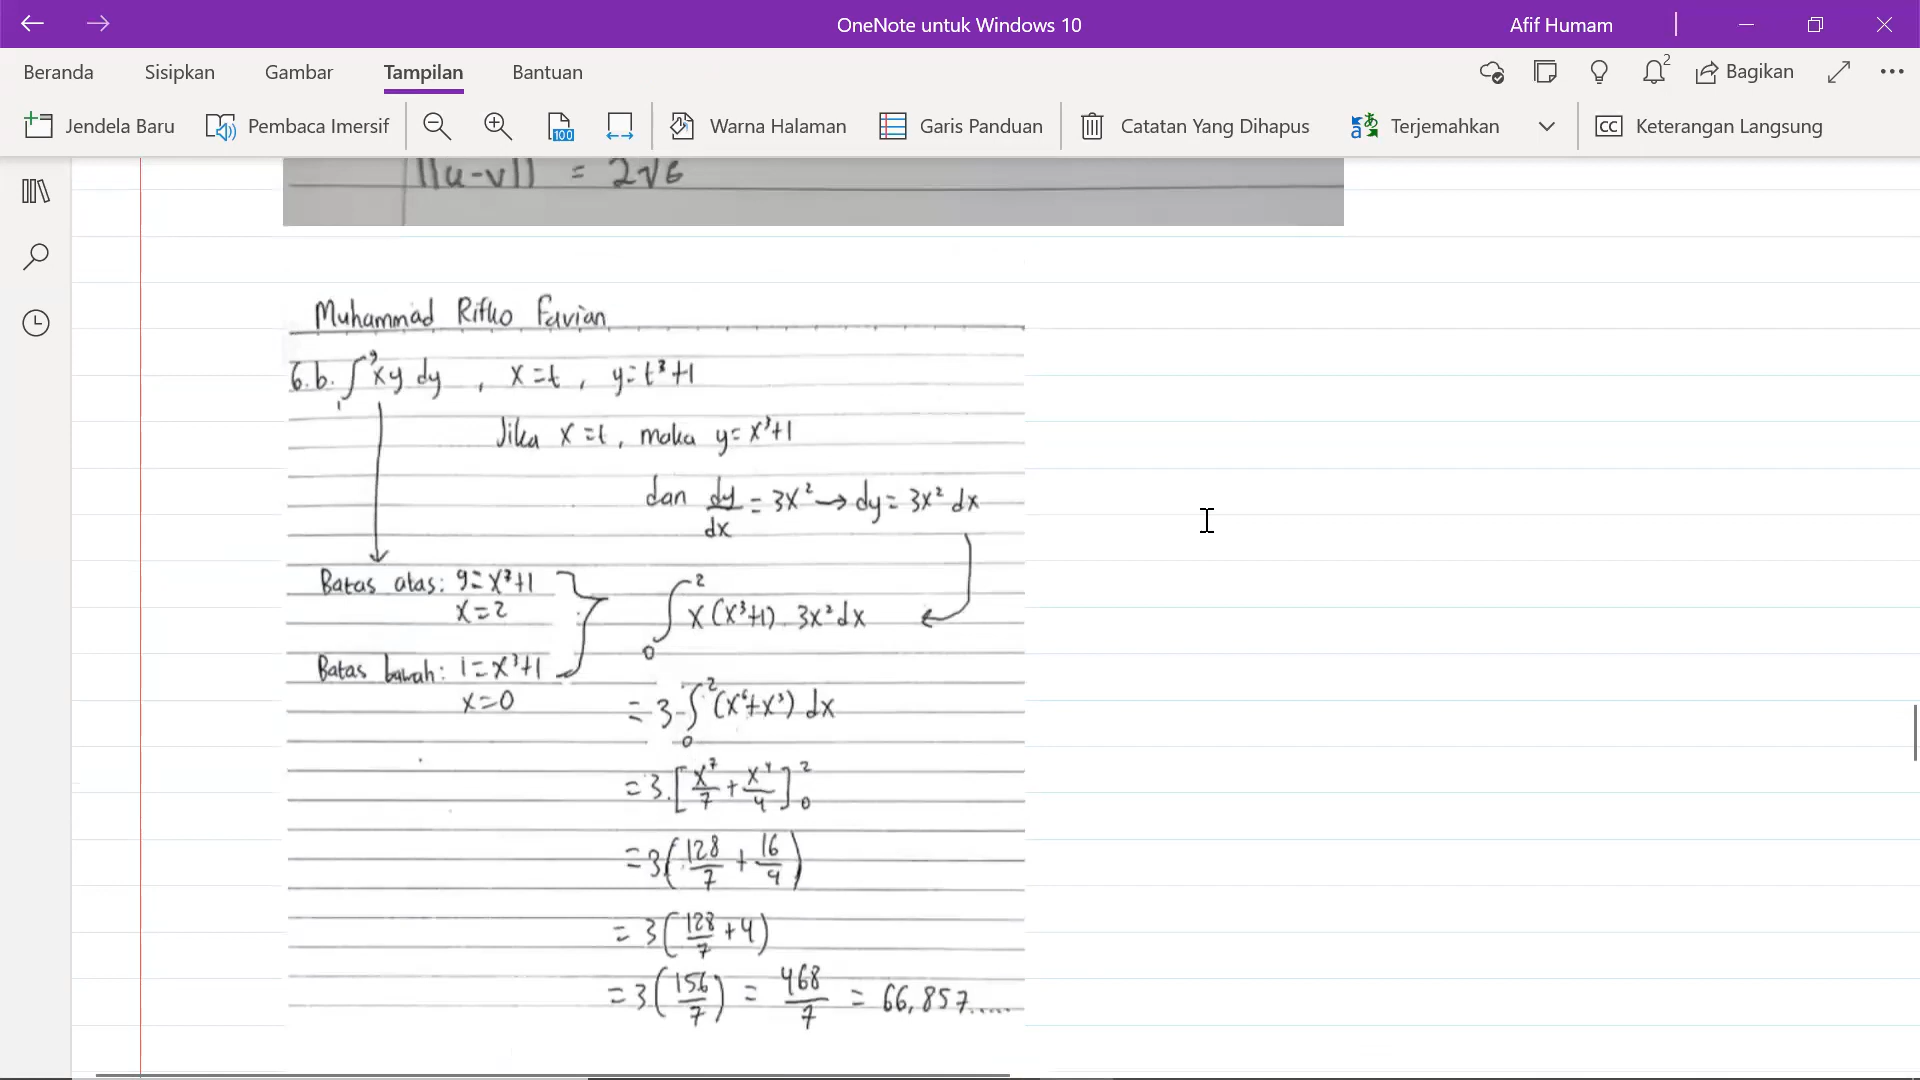 OneNote untuk Windows 10
Afif Humam
Beranda Sisipkan Gambar Tampilan Bantuan
2 Bagikan
Jendela Baru Pembaca Imersif 100 Warna Halaman Garis Panduan Catatan Yang Dihapus Terjemahkan CC Keterangan Langsung
||u-v|| = 2√6
Muhammad Rifko Favian
6.b. ∫₁⁹ xy dy , x = t , y = t³+1
Jika x = t, maka y = x³+1
dan dy/dx = 3x² → dy = 3x² dx
Batas atas: 9 = x³+1
x = 2
∫₀² x (x³+1) . 3x² dx
Batas bawah: 1 = x³+1
x = 0
= 3 ∫₀² (x⁶+x³) dx
= 3 . [x⁷/7 + x⁴/4]₀²
= 3 (128/7 + 16/4)
= 3 (128/7 + 4)
= 3 (156/7) = 468/7 = 66,857.....